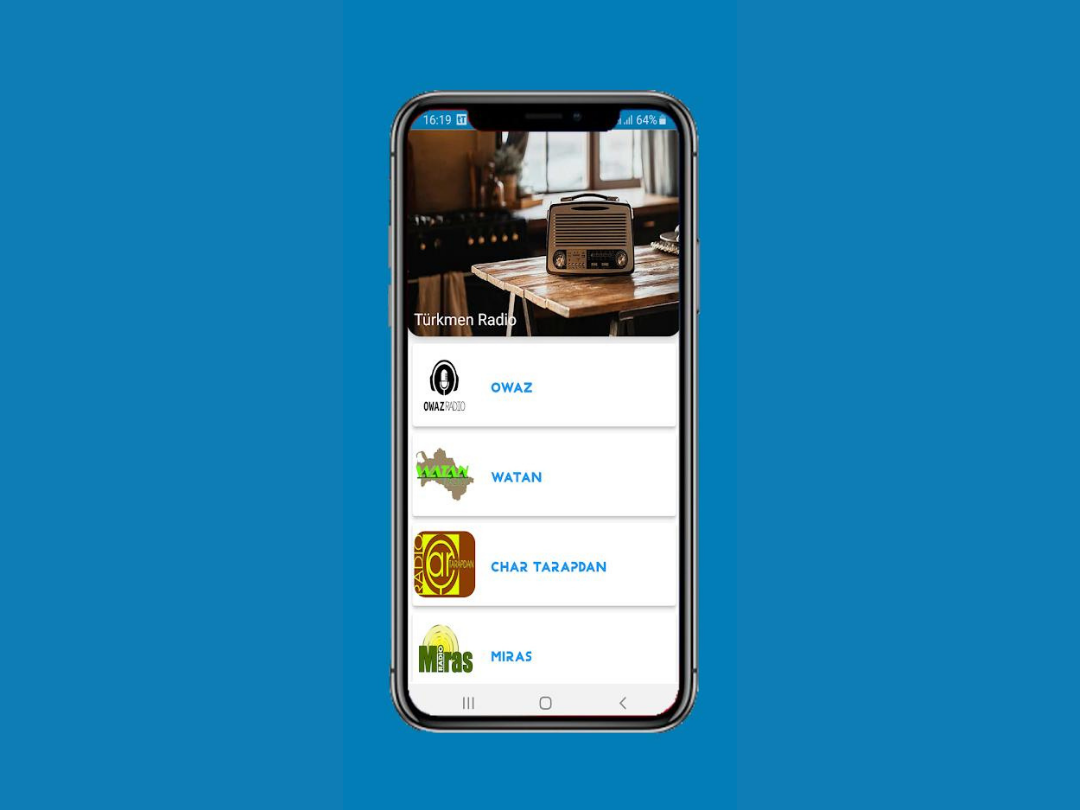 16:19
64%
Türkmen Radio
OWAZ RADIO
OWAZ
WATAN
WATAN
RADIO
ar
TARAPDAN
CHAR TARAPDAN
Miras
RADIO
MIRAS